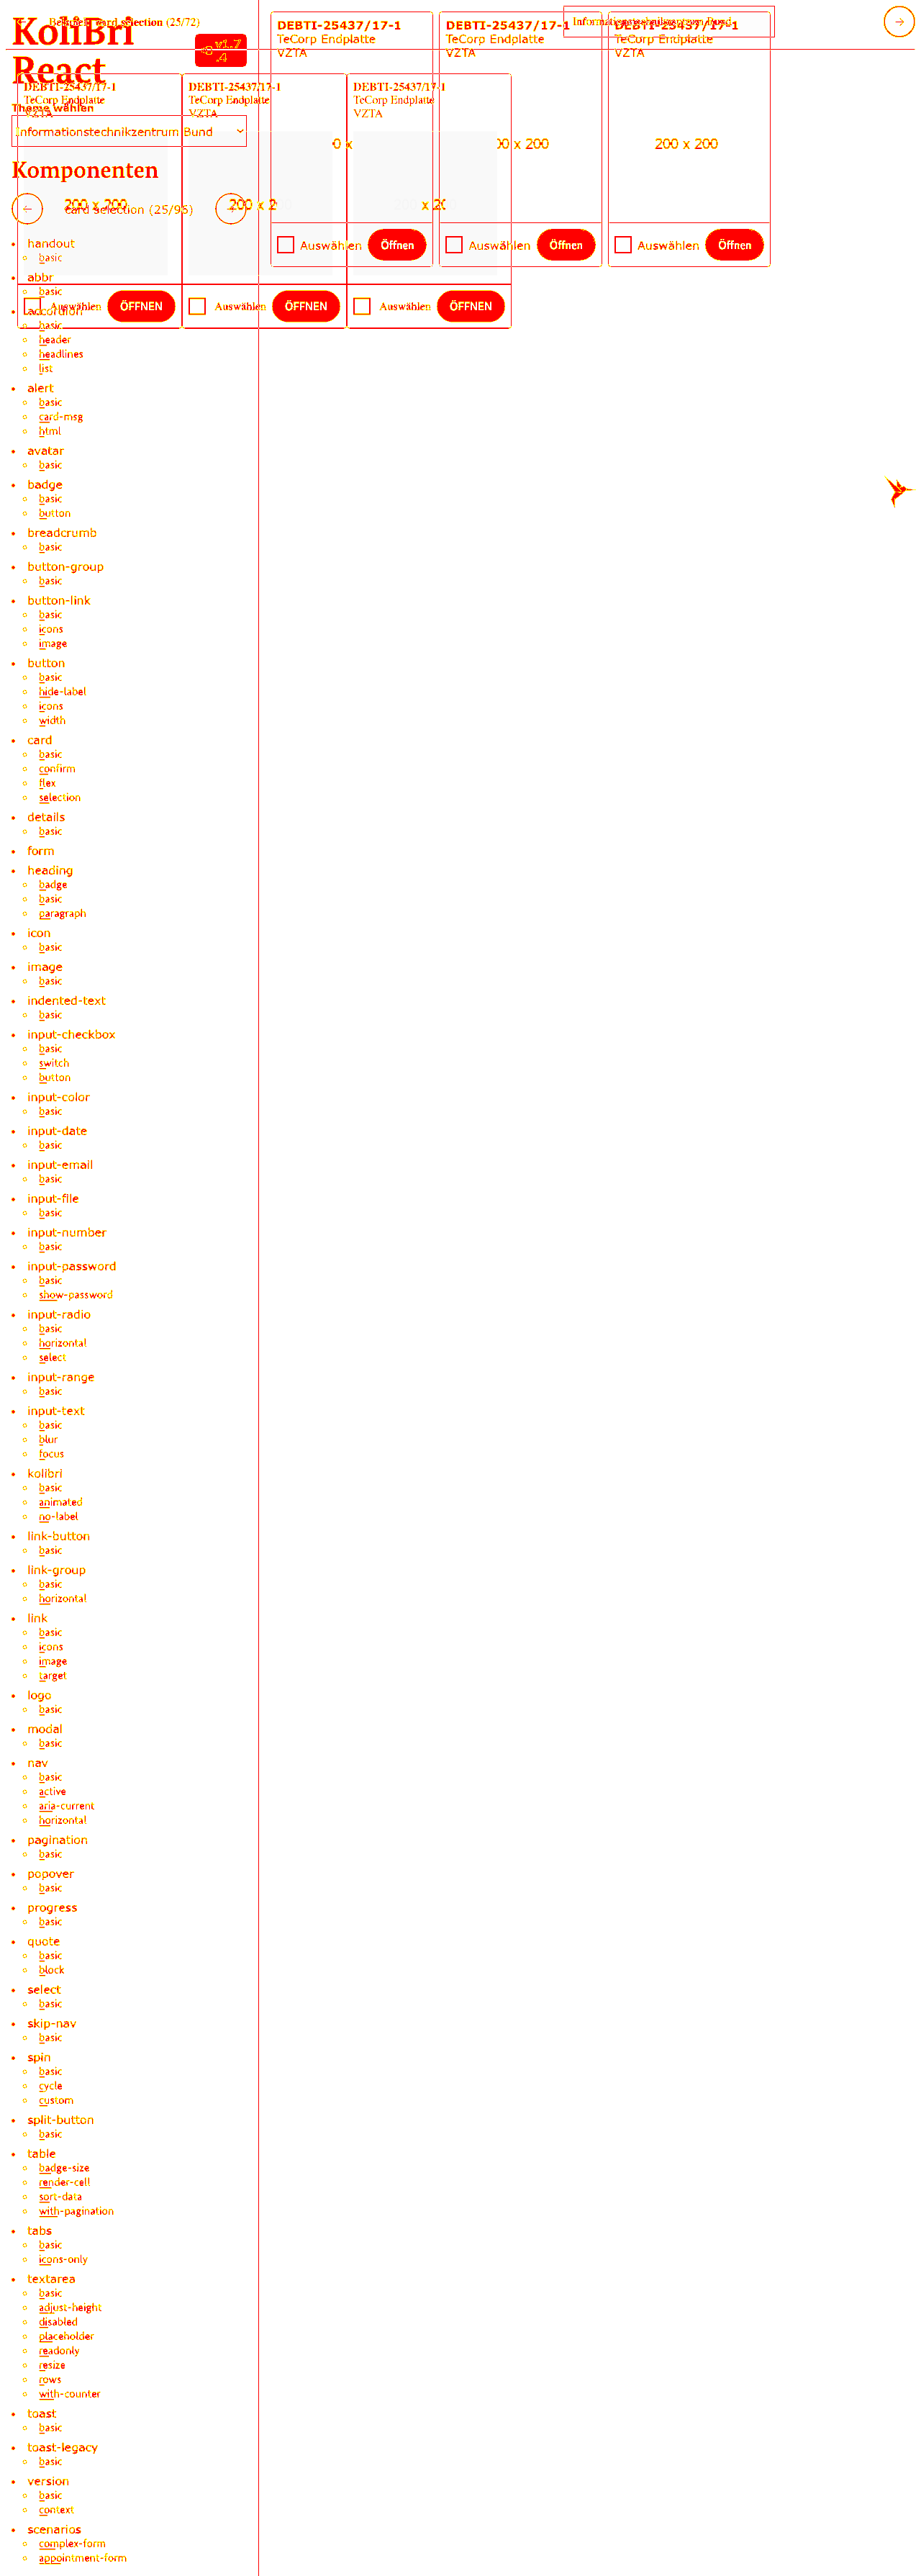 KoliBri
React
v1.7
.4
Beispiel: card selection (25/72)
Informationstechnikzentrum Bund
Theme wählen
Informationstechnikzentrum Bund
Komponenten
card selection (25/95)
DEBTI-25437/17-1
TeCorp Endplatte
VZTA
DEBTI-25437/17-1
TeCorp Endplatte
VZTA
DEBTI-25437/17-1
TeCorp Endplatte
VZTA
200 x 200
Auswählen
Öffnen
Auswählen
Öffnen
Auswählen
Öffnen
DEBTI-25437/17-1
TeCorp Endplatte
VZTA
DEBTI-25437/17-1
TeCorp Endplatte
VZTA
DEBTI-25437/17-1
TeCorp Endplatte
VZTA
200 x 200
Auswählen
ÖFFNEN
Auswählen
ÖFFNEN
Auswählen
ÖFFNEN
handout
basic
abbr
basic
accordion
basic
header
headlines
list
alert
basic
card-msg
html
avatar
basic
badge
basic
button
breadcrumb
basic
button-group
basic
button-link
basic
icons
image
button
basic
hide-label
icons
width
card
basic
confirm
flex
selection
details
basic
form
heading
badge
basic
paragraph
icon
basic
image
basic
indented-text
basic
input-checkbox
basic
switch
button
input-color
basic
input-date
basic
input-email
basic
input-file
basic
input-number
basic
input-password
basic
show-password
input-radio
basic
horizontal
select
input-range
basic
input-text
basic
blur
focus
kolibri
basic
animated
no-label
link-button
basic
link-group
basic
horizontal
link
basic
icons
image
target
logo
basic
modal
basic
nav
basic
active
aria-current
horizontal
pagination
basic
popover
basic
progress
basic
quote
basic
block
select
basic
skip-nav
basic
spin
basic
cycle
custom
split-button
basic
table
badge-size
render-cell
sort-data
with-pagination
tabs
basic
icons-only
textarea
basic
adjust-height
disabled
placeholder
readonly
resize
rows
with-counter
toast
basic
toast-legacy
basic
version
basic
context
scenarios
complex-form
appointment-form